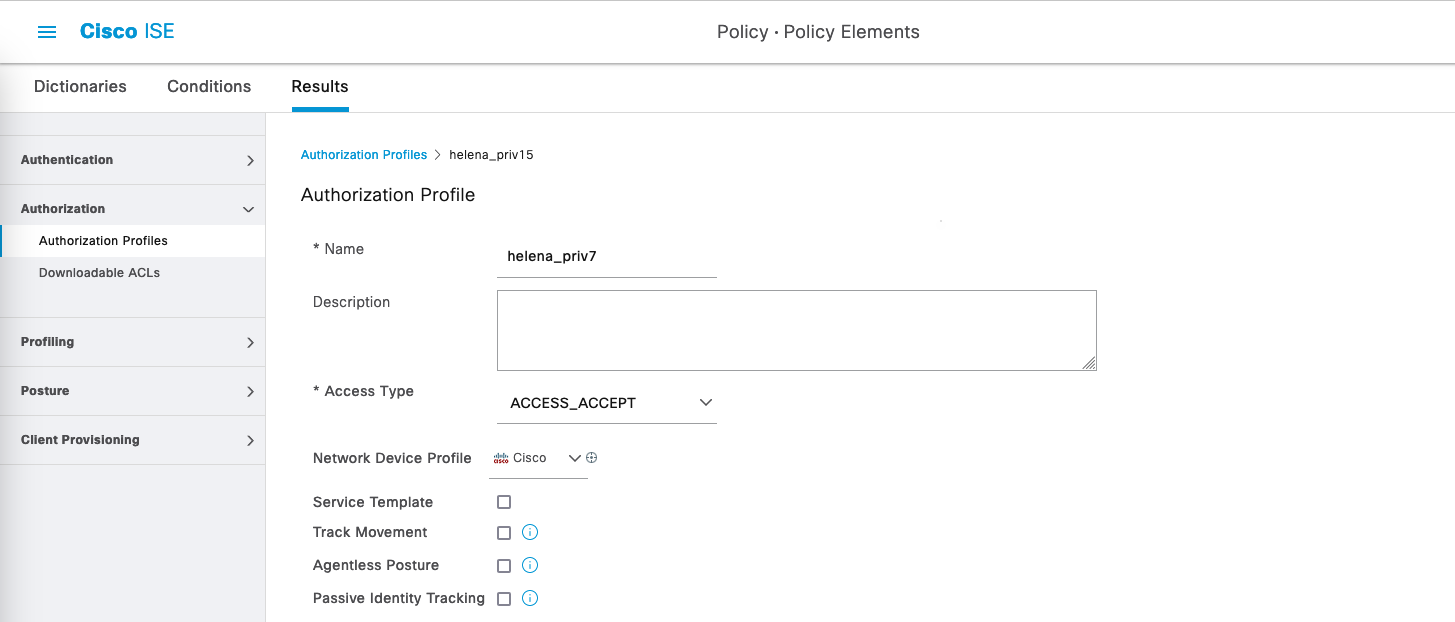 Cisco ISE
Policy · Policy Elements
Dictionaries
Conditions
Results
Authentication
Authorization
Authorization Profiles
Downloadable ACLs
Profiling
Posture
Client Provisioning
Authorization Profiles > helena_priv15
Authorization Profile
* Name
helena_priv7
Description
* Access Type
ACCESS_ACCEPT
Network Device Profile
Cisco
Service Template
Track Movement
Agentless Posture
Passive Identity Tracking